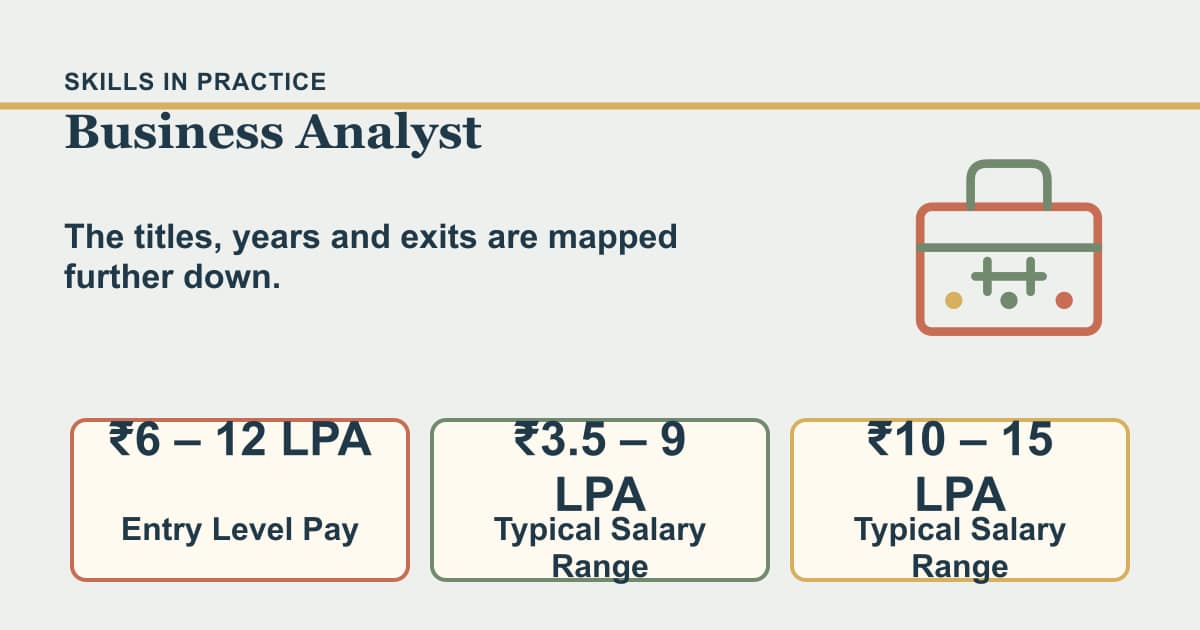 SKILLS IN PRACTICE
Business Analyst
The titles, years and exits are mapped
further down.
₹6 – 12 LPA
Entry Level Pay
₹3.5 – 9
LPA
Typical Salary
Range
₹10 – 15
LPA
Typical Salary
Range